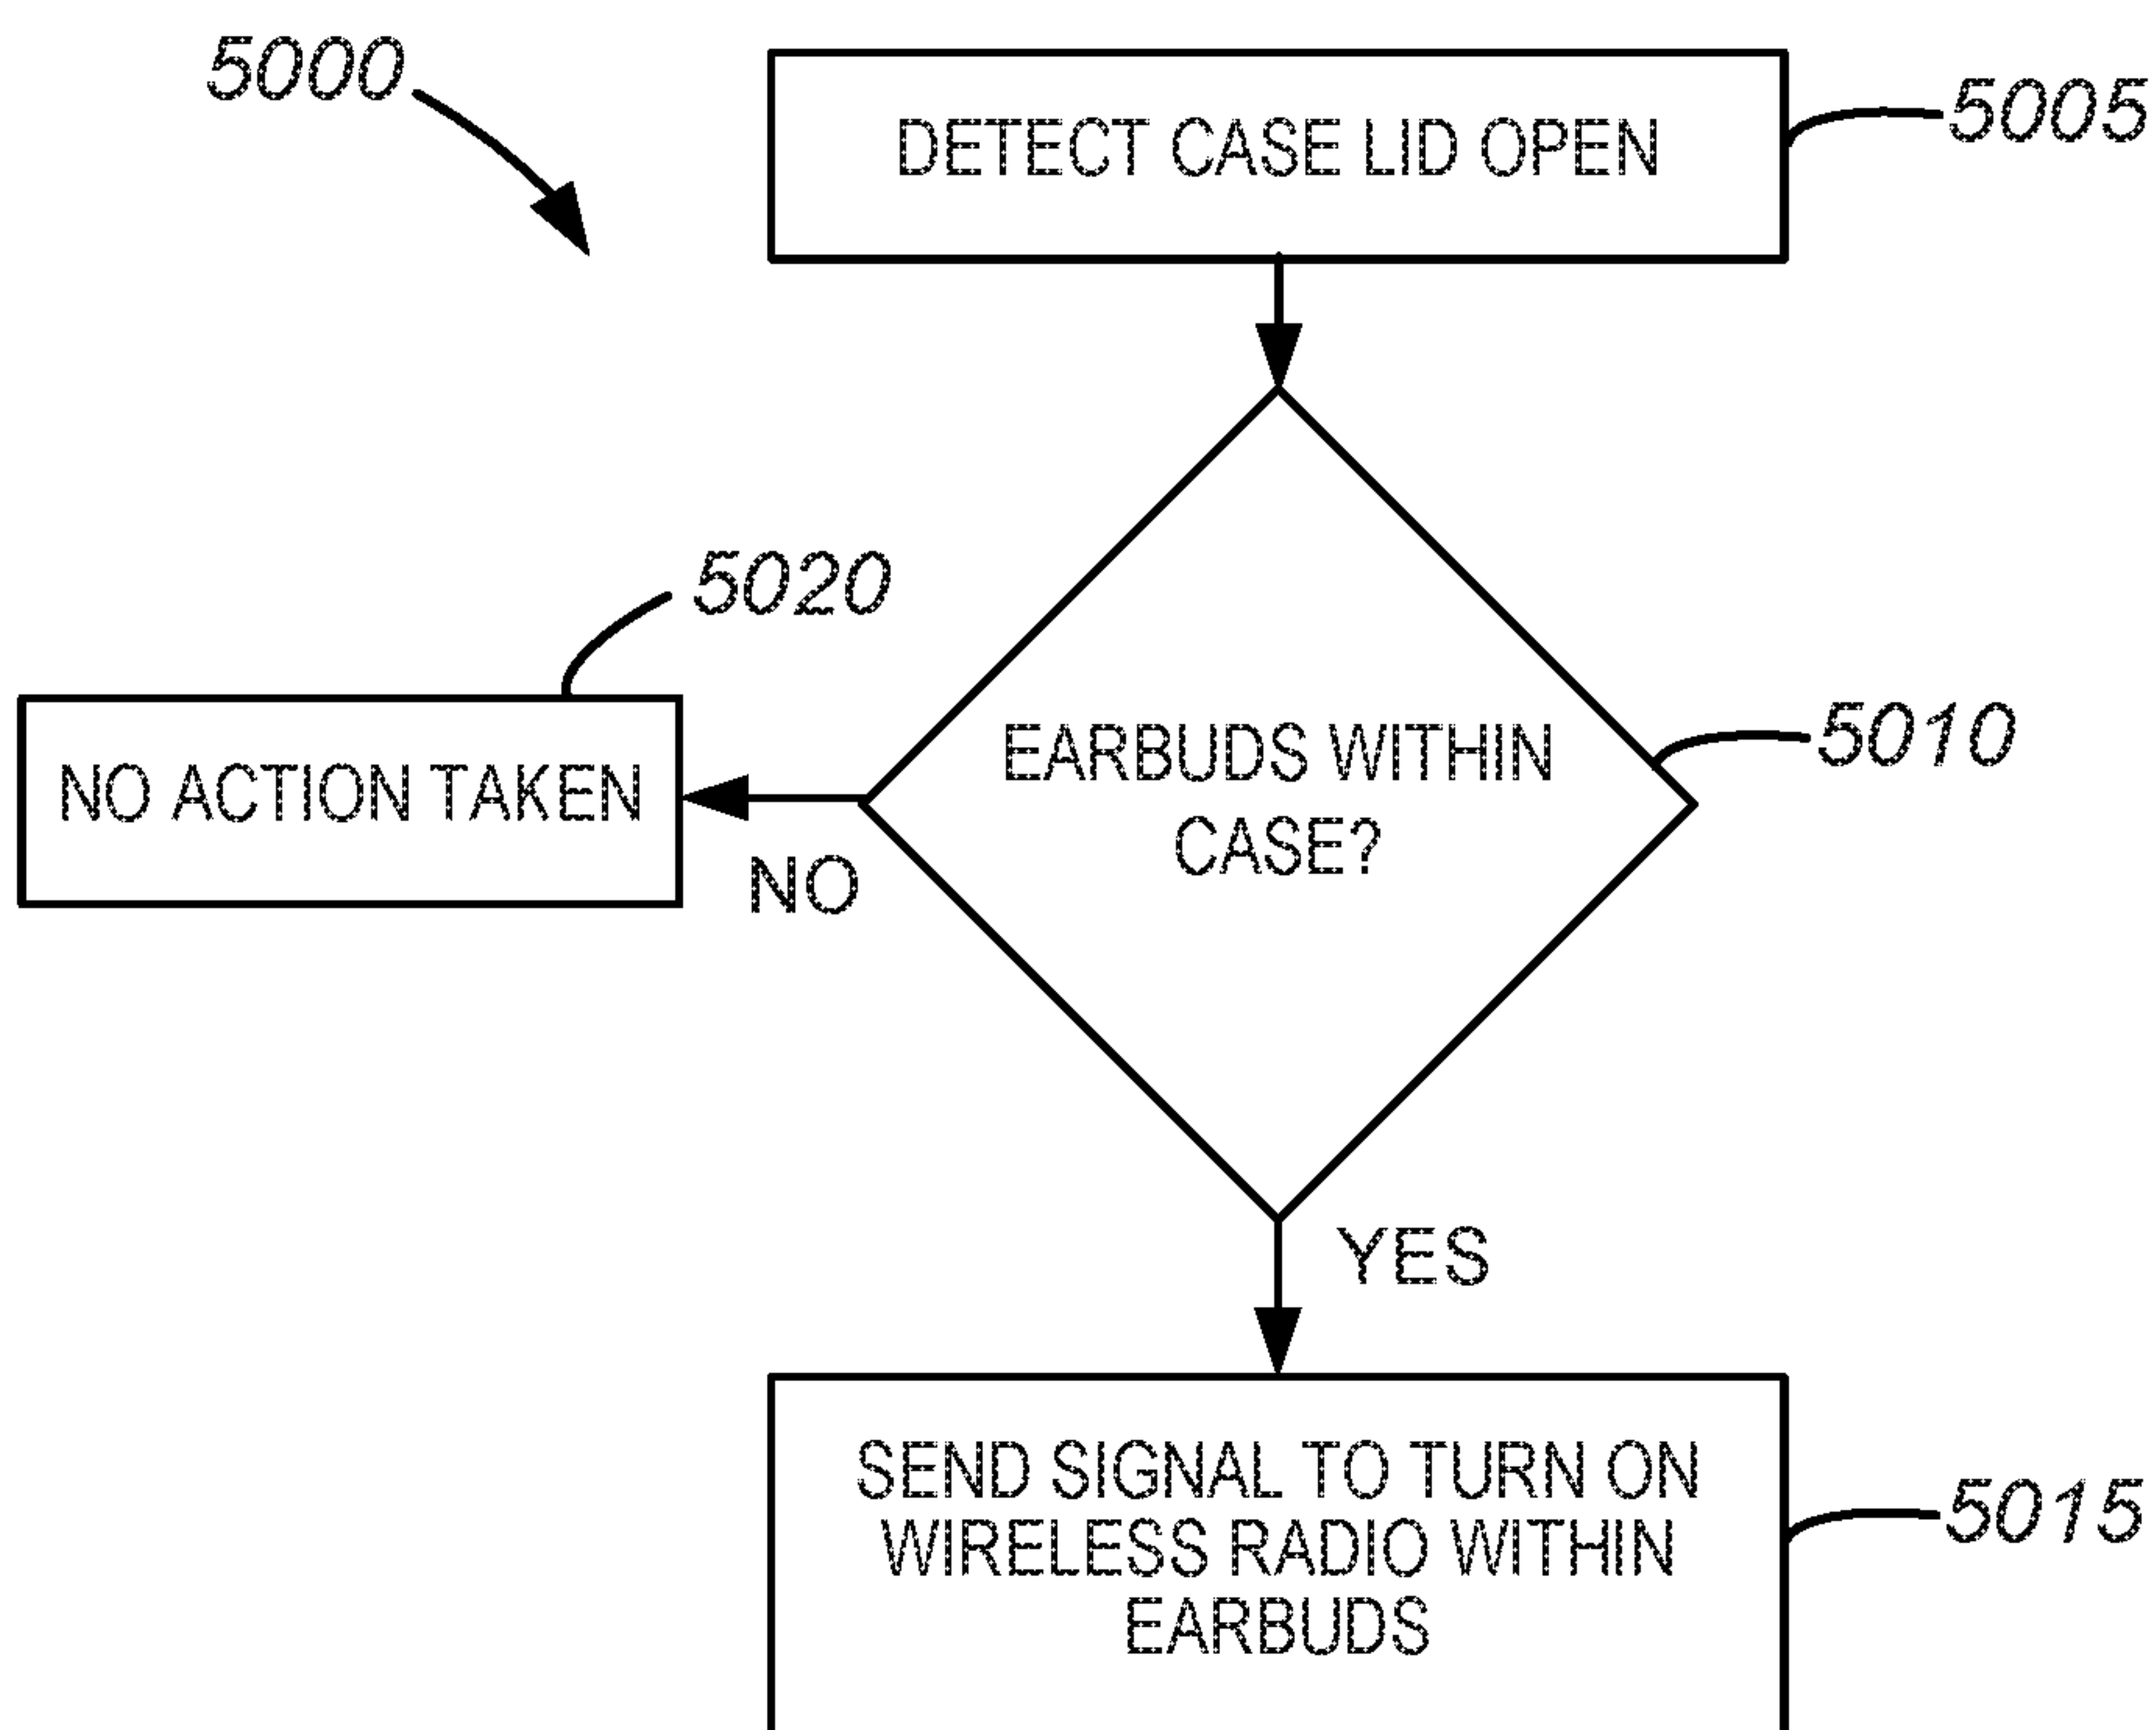 5000
DETECT CASE LID OPEN
5005
5020
EARBUDS WITHIN
CASE?
5010
NO ACTION TAKEN
NO
YES
SEND SIGNAL TO TURN ON
WIRELESS RADIO WITHIN
EARBUDS
5015